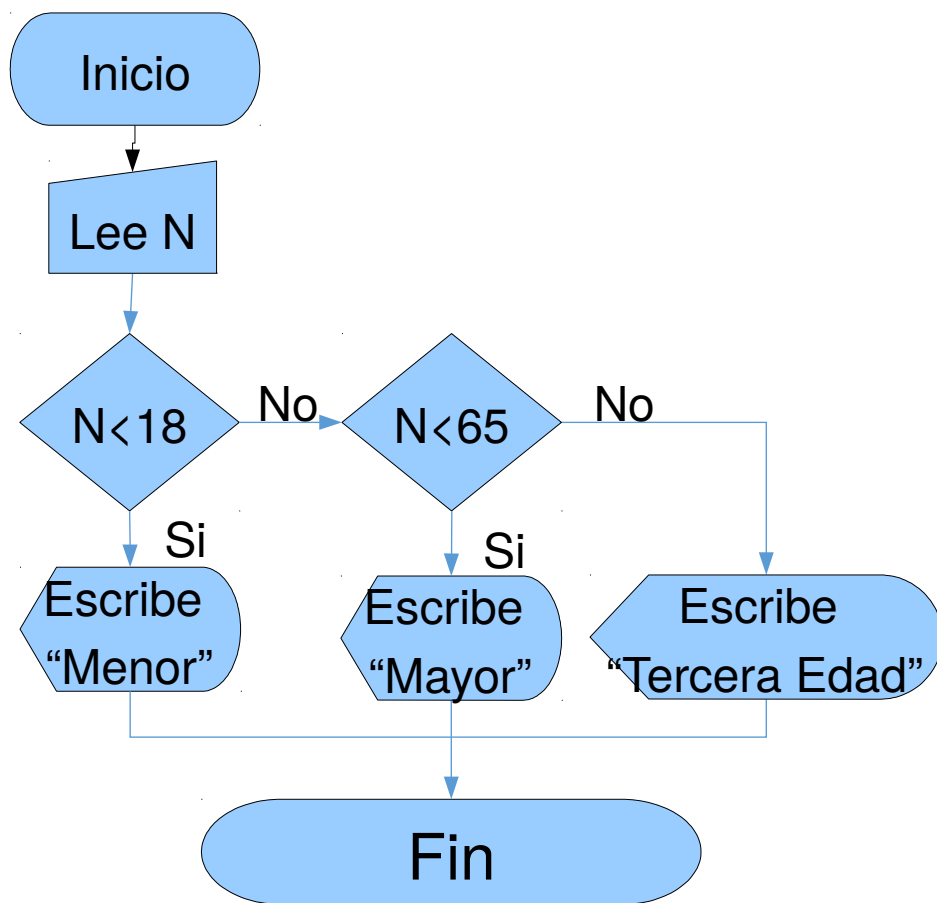 Inicio
Lee N
N<18
No
N<65
No
Si
Si
Escribe
“Menor”
Escribe
“Mayor”
Escribe
“Tercera Edad”
Fin